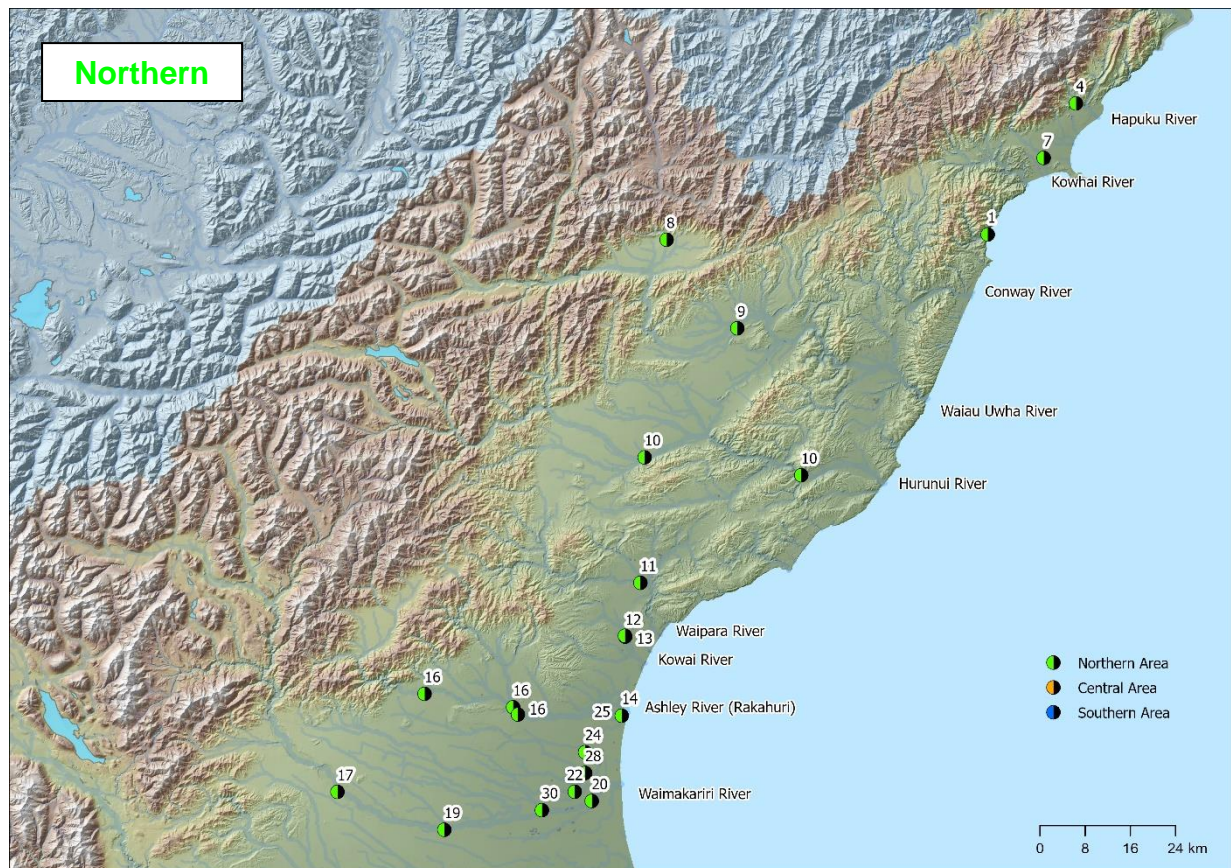 Northern
4
Hapuku River
7
Kowhai River
1
8
Conway River
9
Waiau Uwha River
10
10
Hurunui River
11
12
13
Waipara River
Kowai River
Northern Area
Central Area
Southern Area
16
16
16
14
25
Ashley River (Rakahuri)
24
28
22
20
17
30
19
Waimakariri River
0 8 16 24 km